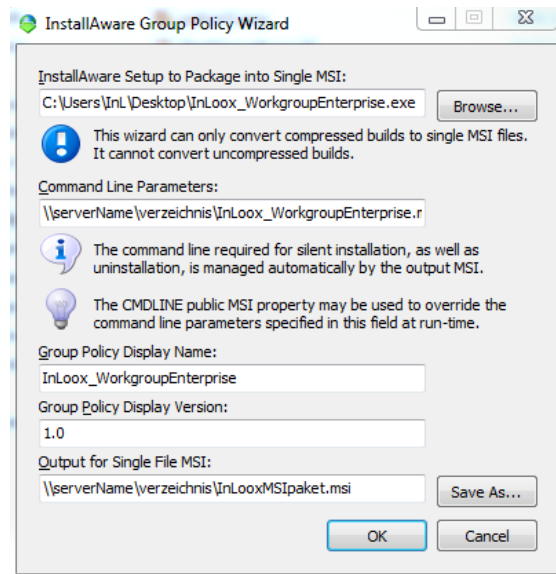 InstallAware Group Policy Wizard
InstallAware Setup to Package into Single MSI:
C:\Users\InL\Desktop\InLoox_WorkgroupEnterprise.exe
Browse...
This wizard can only convert compressed builds to single MSI files.
It cannot convert uncompressed builds.
Command Line Parameters:
\\serverName\verzeichnis\InLoox_WorkgroupEnterprise.r
The command line required for silent installation, as well as
uninstallation, is managed automatically by the output MSI.
The CMDLINE public MSI property may be used to override the
command line parameters specified in this field at run-time.
Group Policy Display Name:
InLoox_WorkgroupEnterprise
Group Policy Display Version:
1.0
Output for Single File MSI:
\\serverName\verzeichnis\InLooxMSIpaket.msi
Save As...
OK
Cancel